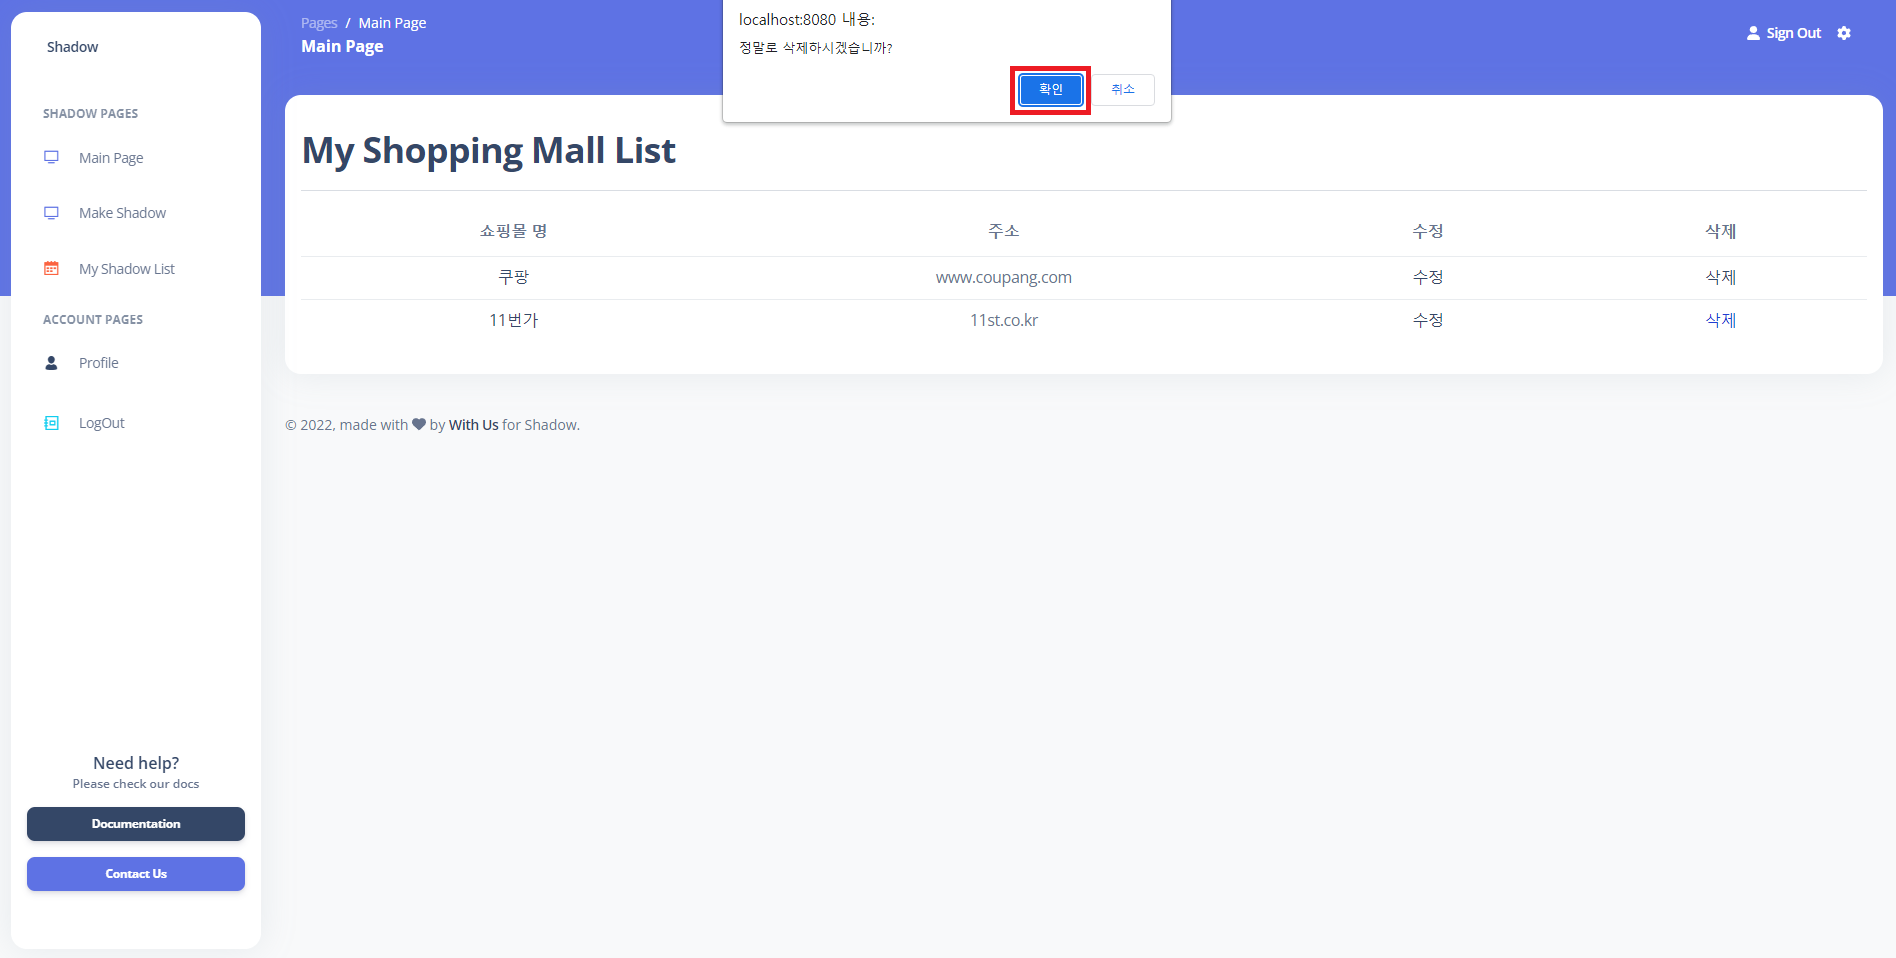 Shadow
SHADOW PAGES
Main Page
Make Shadow
My Shadow List
ACCOUNT PAGES
Profile
LogOut
Need help?
Please check our docs
Documentation
Contact Us
Pages / Main Page
Main Page
localhost:8080 내용:
정말로 삭제하시겠습니까?
확인 취소
Sign Out
My Shopping Mall List
쇼핑몰 명 주소 수정 삭제
쿠팡 www.coupang.com 수정 삭제
11번가 11st.co.kr 수정 삭제
© 2022, made with ♥ by With Us for Shadow.